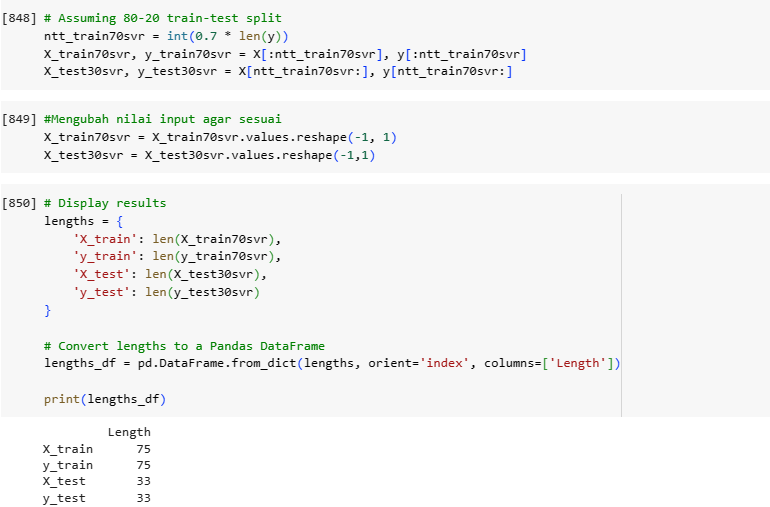 [848] # Assuming 80-20 train-test split
ntt_train70svr = int(0.7 * len(y))
X_train70svr, y_train70svr = X[:ntt_train70svr], y[:ntt_train70svr]
X_test30svr, y_test30svr = X[ntt_train70svr:], y[ntt_train70svr:]
[849] #Mengubah nilai input agar sesuai
X_train70svr = X_train70svr.values.reshape(-1, 1)
X_test30svr = X_test30svr.values.reshape(-1,1)
[850] # Display results
lengths = {
    'X_train': len(X_train70svr),
    'y_train': len(y_train70svr),
    'X_test': len(X_test30svr),
    'y_test': len(y_test30svr)
}
# Convert lengths to a Pandas DataFrame
lengths_df = pd.DataFrame.from_dict(lengths, orient='index', columns=['Length'])
print(lengths_df)
Length
X_train 75
y_train 75
X_test 33
y_test 33